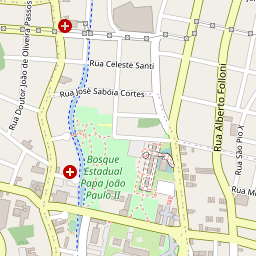 Rua Doutor João de Oliveira Passos
Rua Celeste Santi
Rua José Sabóia Cortes
Rua Alberto Folloni
Rua São Pio X
Bosque
Estadual
Papa João
Paulo II
Rua M